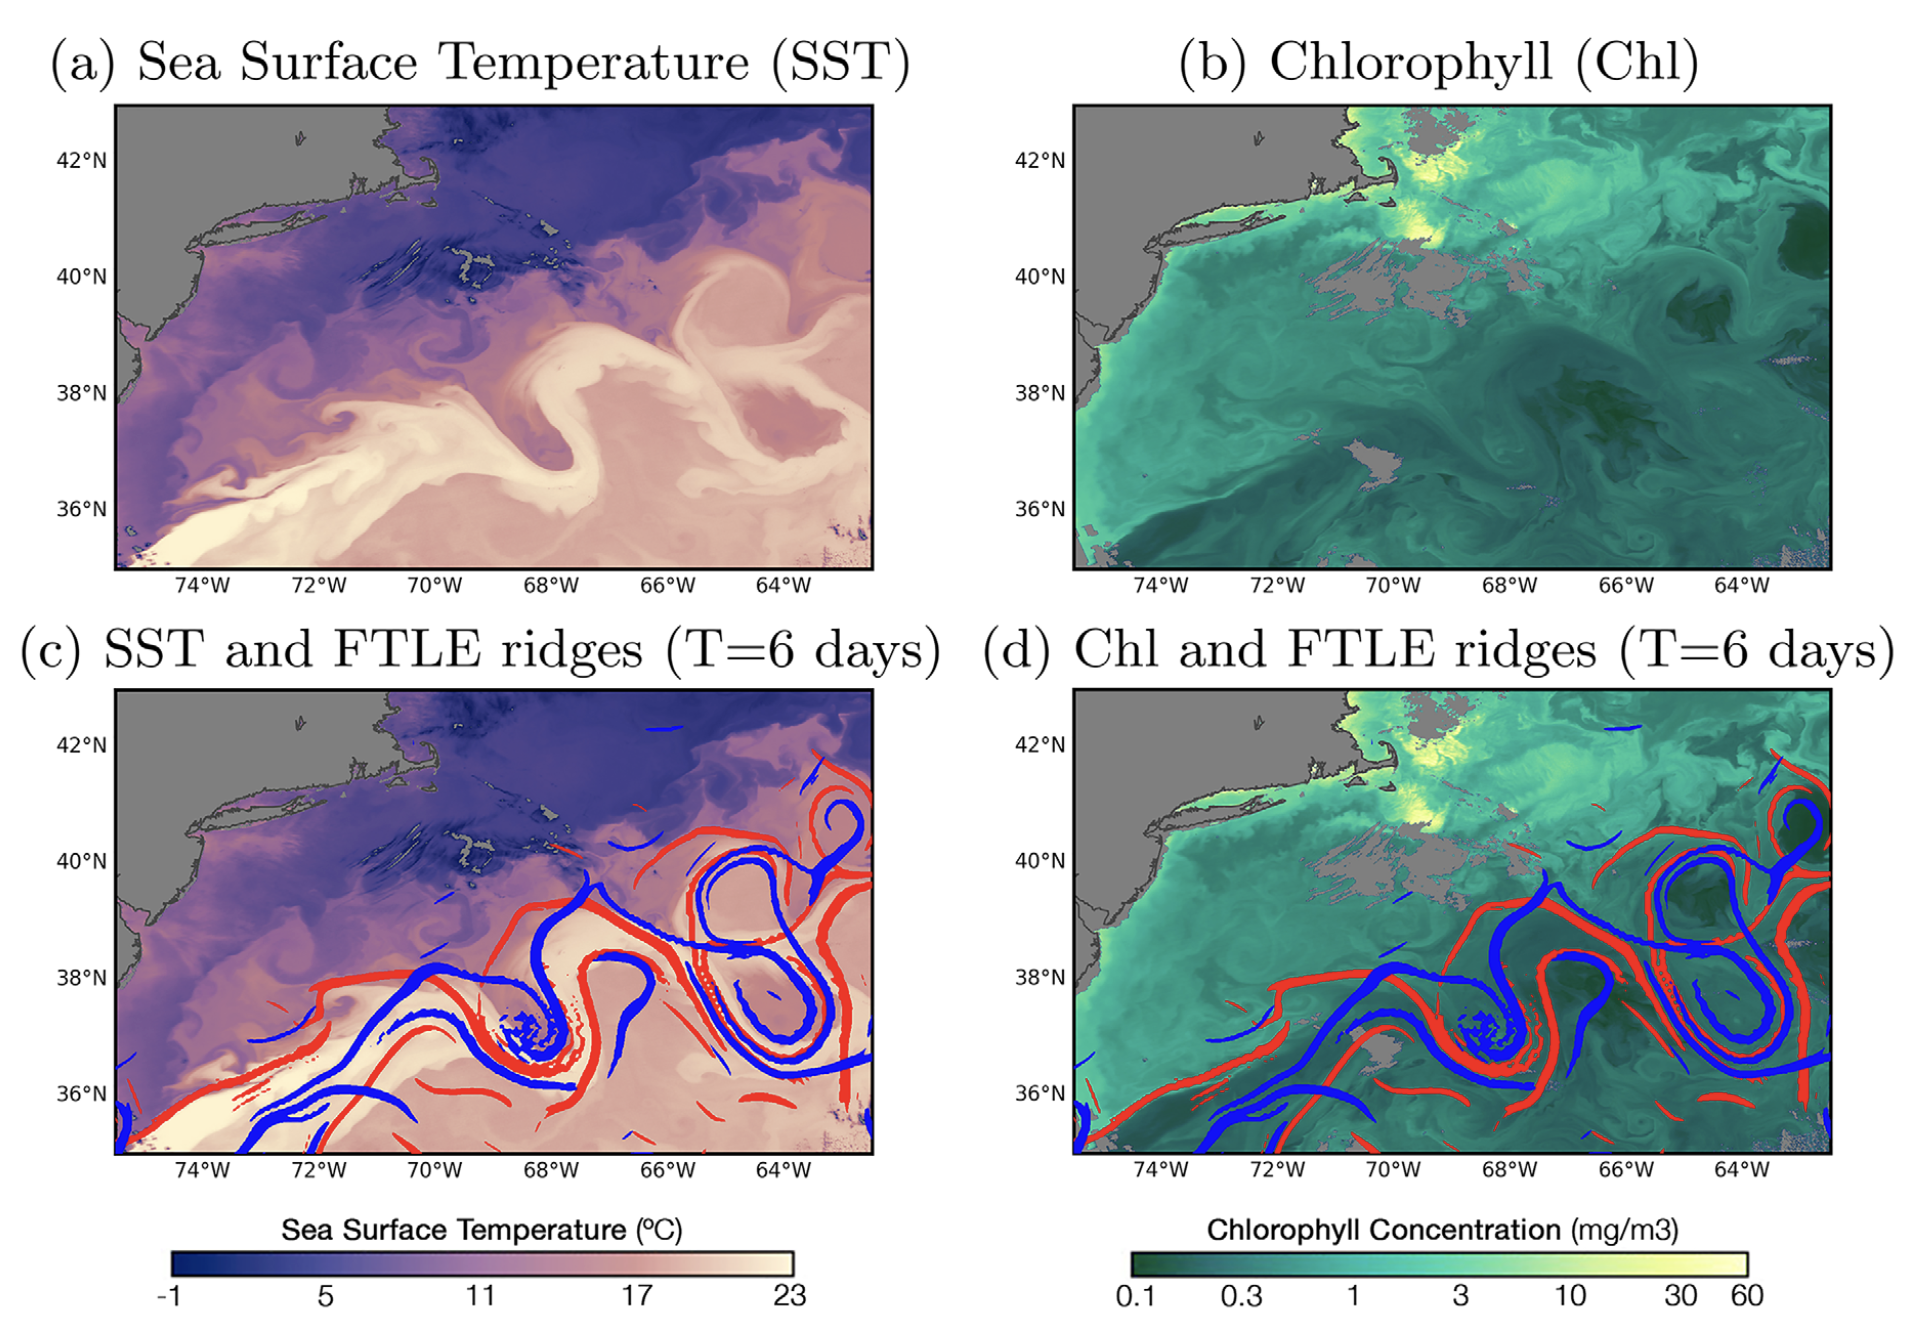 (a) Sea Surface Temperature (SST)
(b) Chlorophyll (Chl)
42°N
40°N
38°N
36°N
74°W 72°W 70°W 68°W 66°W 64°W
42°N
40°N
38°N
36°N
74°W 72°W 70°W 68°W 66°W 64°W
(c) SST and FTLE ridges (T=6 days)
(d) Chl and FTLE ridges (T=6 days)
42°N
40°N
38°N
36°N
74°W 72°W 70°W 68°W 66°W 64°W
42°N
40°N
38°N
36°N
74°W 72°W 70°W 68°W 66°W 64°W
Sea Surface Temperature (ºC)
-1 5 11 17 23
Chlorophyll Concentration (mg/m3)
0.1 0.3 1 3 10 30 60